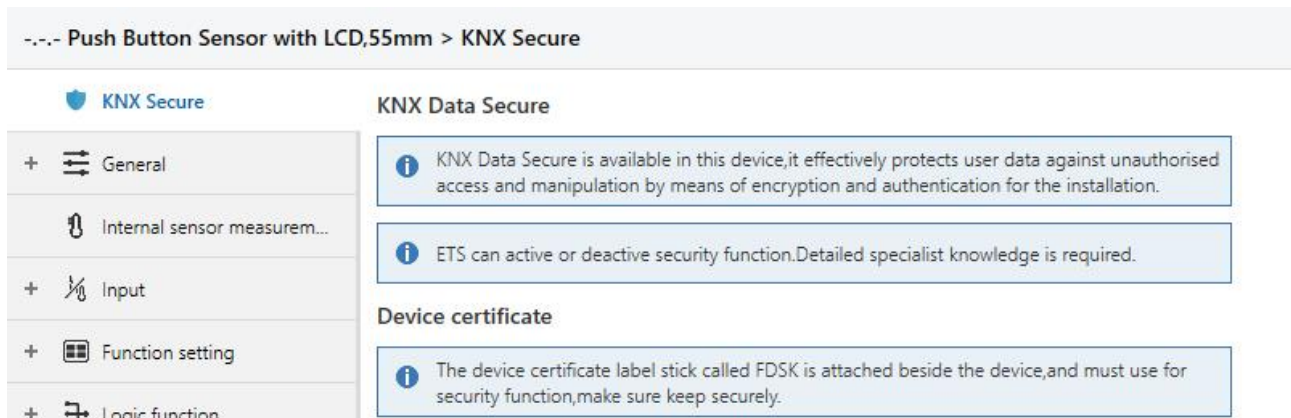 -.-.- Push Button Sensor with LCD,55mm > KNX Secure
KNX Secure
General
Internal sensor measurem...
Input
Function setting
Logic function
KNX Data Secure
KNX Data Secure is available in this device,it effectively protects user data against unauthorised
access and manipulation by means of encryption and authentication for the installation.
ETS can active or deactive security function.Detailed specialist knowledge is required.
Device certificate
The device certificate label stick called FDSK is attached beside the device,and must use for
security function,make sure keep securely.